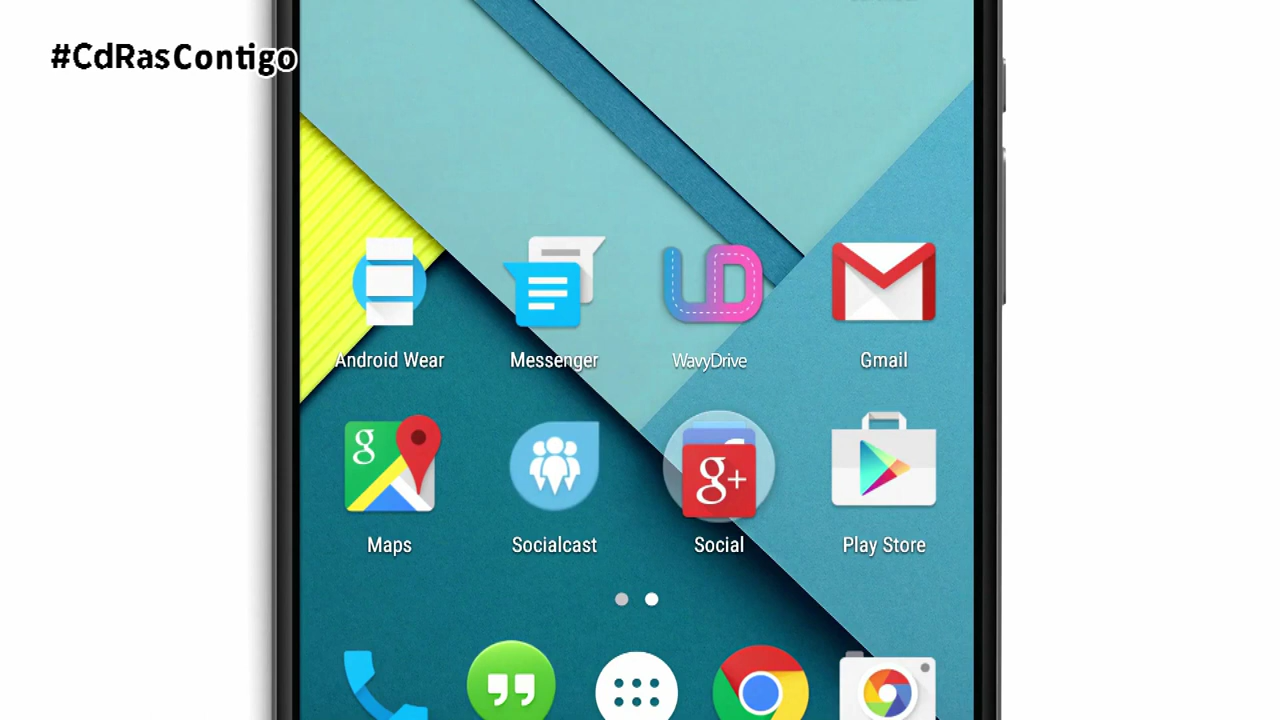 #CdRasContigo
Android Wear
Messenger
WavyDrive
Gmail
g
g+
Maps
Socialcast
Social
Play Store